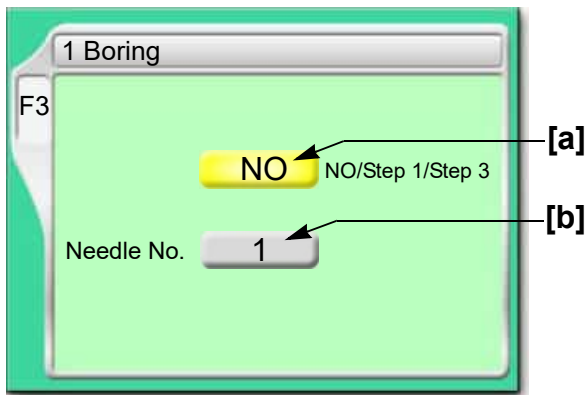 1 Boring
F3
[a]
NO NO/Step 1/Step 3
[b]
Needle No. 1